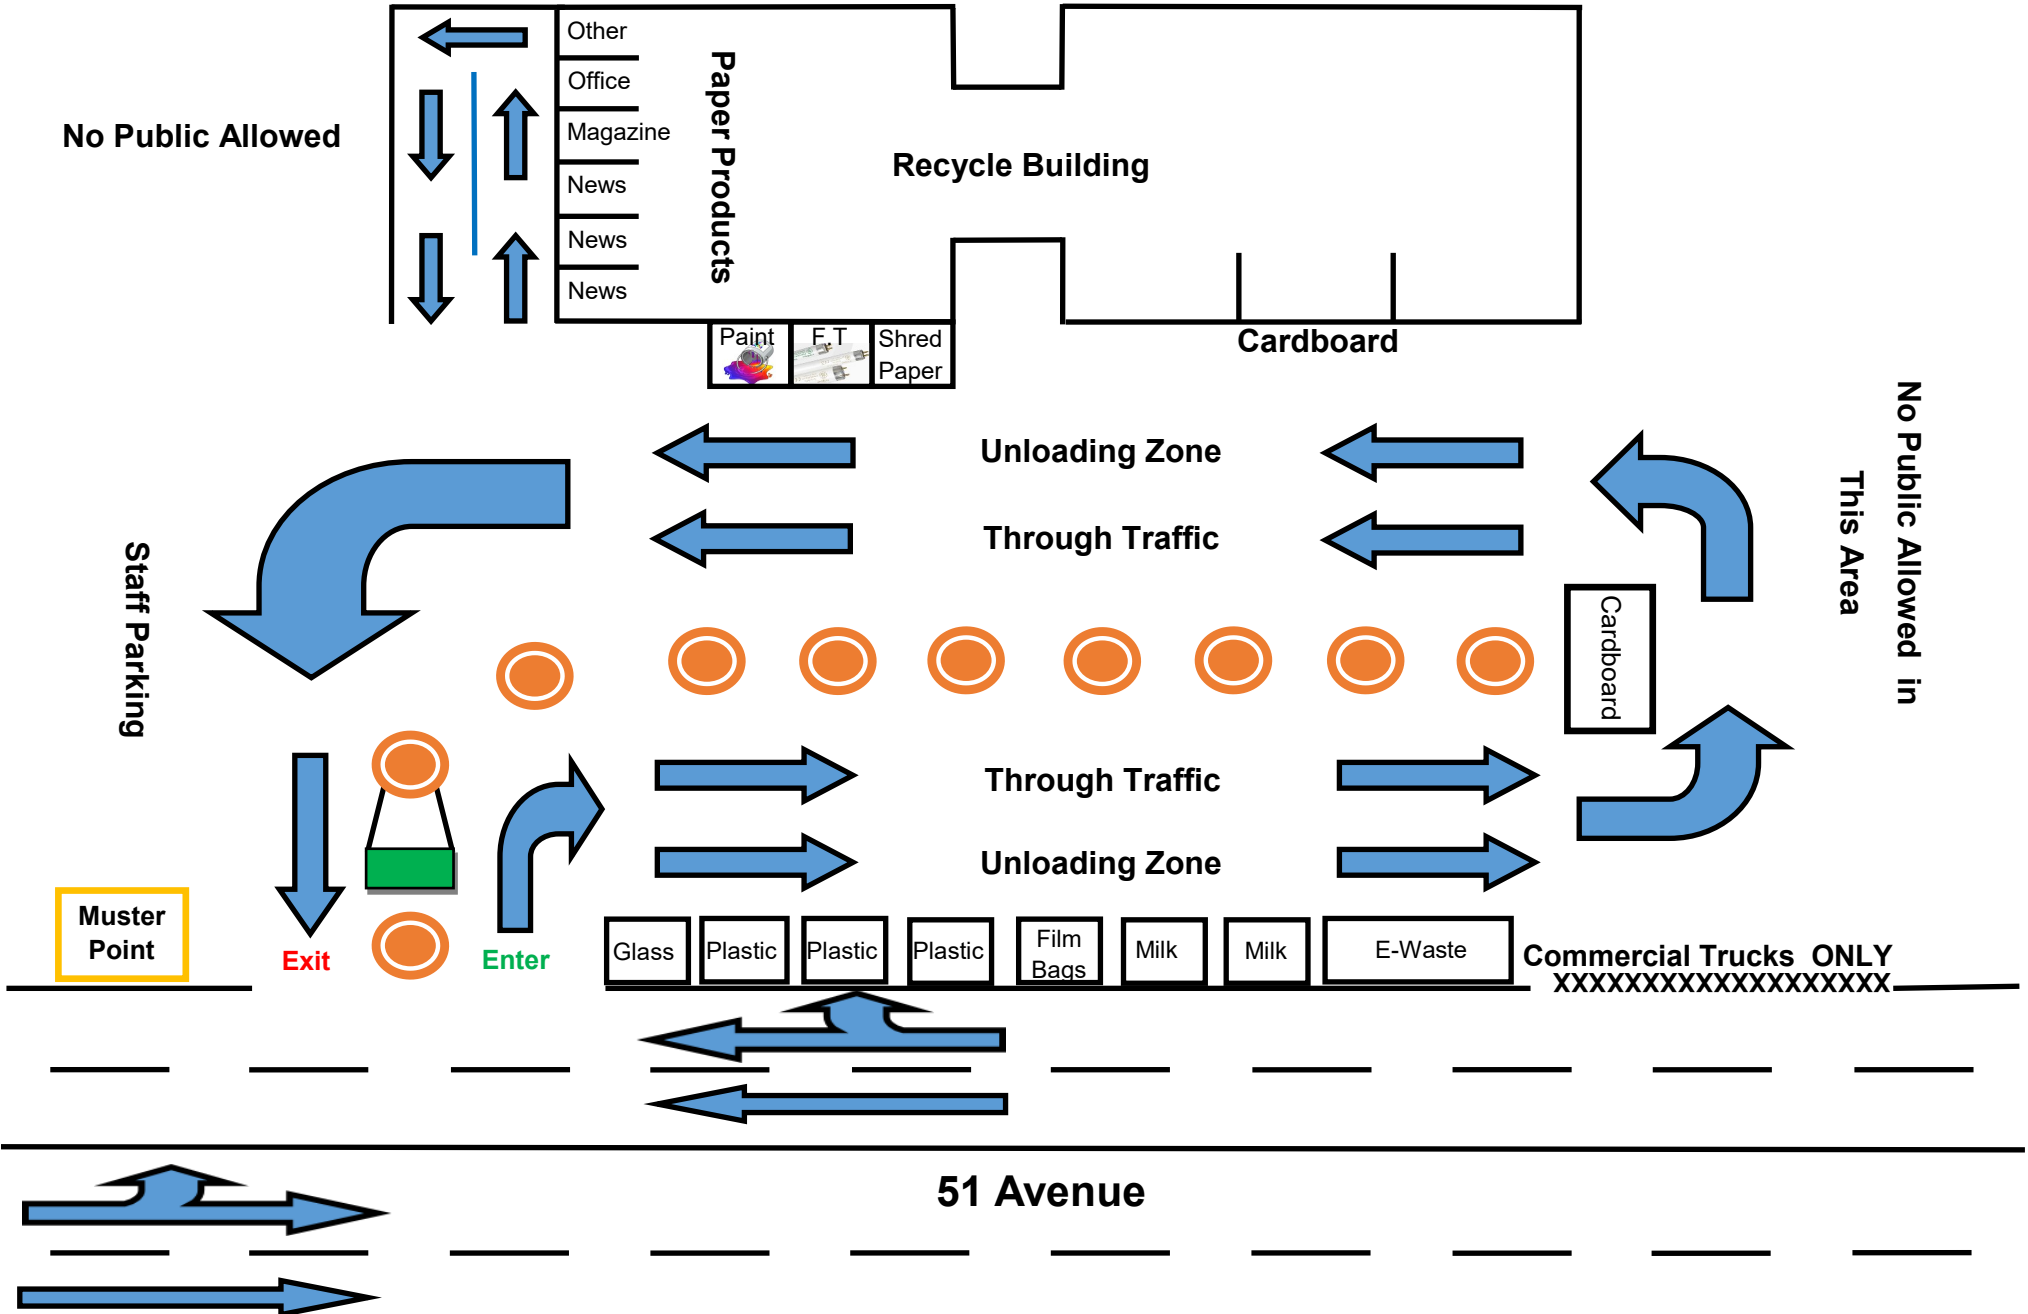 Other
Office
Magazine
News
News
News
Paper Products
No Public Allowed
Recycle Building
Paint
F.T
Shred
Paper
Cardboard
No Public Allowed in
This Area
Unloading Zone
Through Traffic
Staff Parking
Cardboard
Through Traffic
Unloading Zone
Muster
Point
Exit
Enter
Glass
Plastic
Plastic
Plastic
Film
Bags
Milk
Milk
E-Waste
Commercial Trucks ONLY
XXXXXXXXXXXXXXXXXXX
51 Avenue